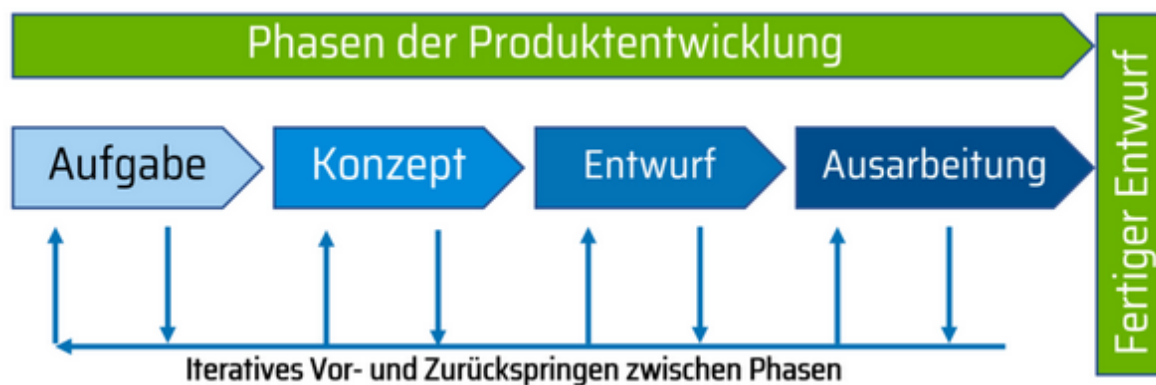 Phasen der Produktentwicklung
Fertiger Entwurf
Aufgabe
Konzept
Entwurf
Ausarbeitung
Iteratives Vor- und Zurückspringen zwischen Phasen